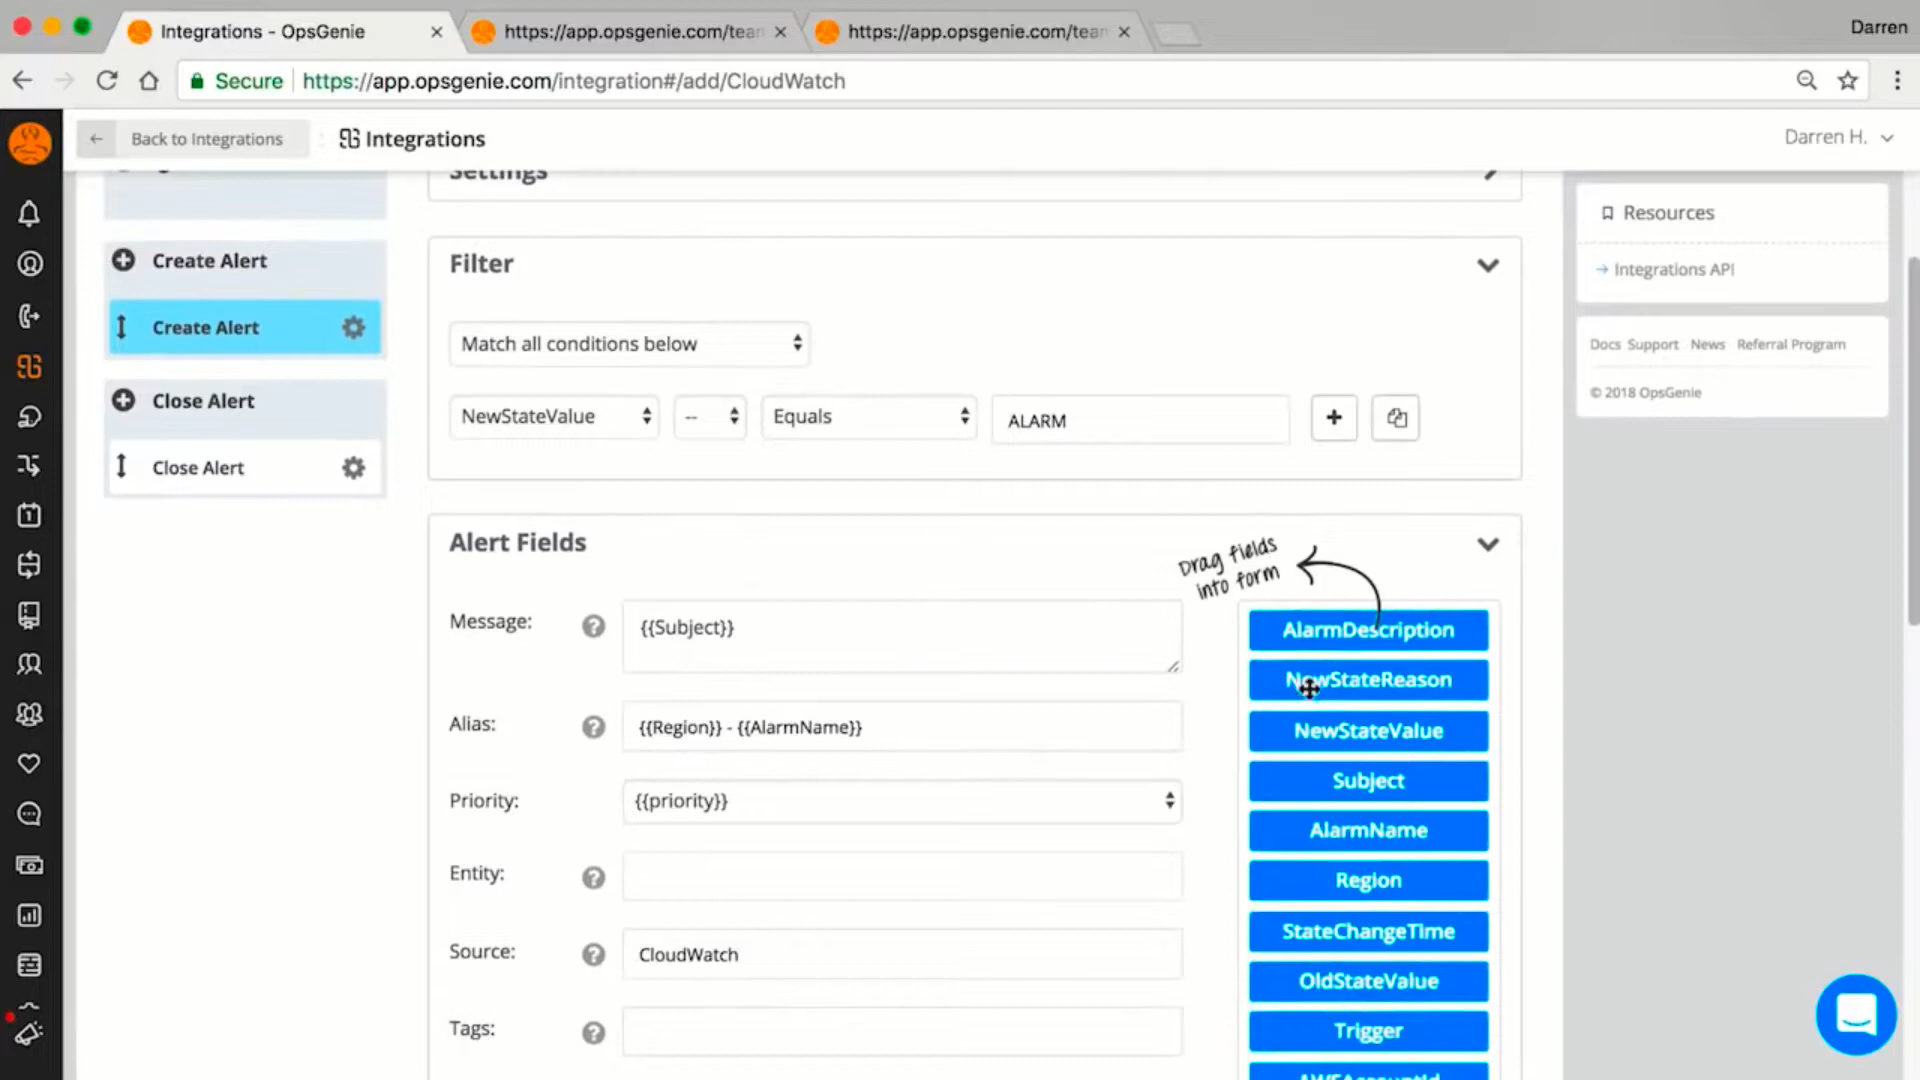 Integrations - OpsGenie
https://app.opsgenie.com/tear
https://app.opsgenie.com/tear
Darren
Secure
https://app.opsgenie.com/integration#/add/CloudWatch
Back to Integrations
Integrations
Darren H.
Settings
Create Alert
Create Alert
Close Alert
Close Alert
Filter
Match all conditions below
NewStateValue
--
Equals
ALARM
Alert Fields
Drag fields
into form
Message:
{{Subject}}
Alias:
{{Region}} - {{AlarmName}}
Priority:
{{priority}}
Entity:
Source:
CloudWatch
Tags:
AlarmDescription
NewStateReason
NewStateValue
Subject
AlarmName
Region
StateChangeTime
OldStateValue
Trigger
AWSAccountId
Resources
Integrations API
Docs Support News Referral Program
© 2018 OpsGenie